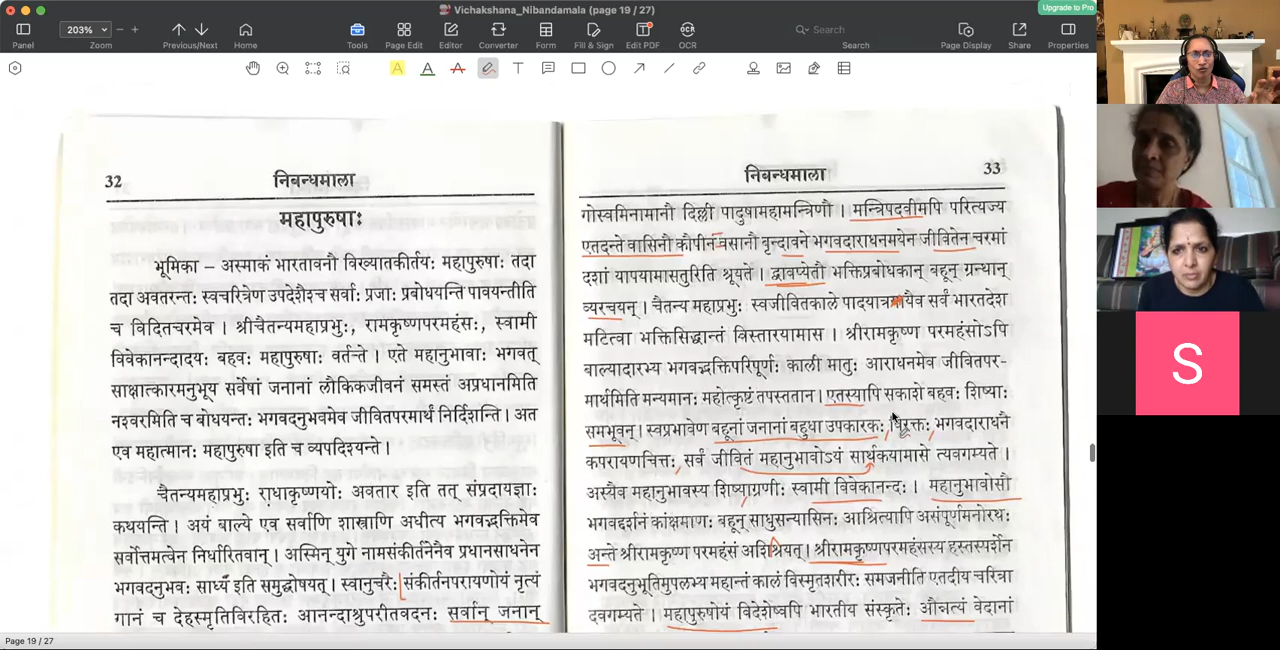 Vichakshana_Nibandamala (page 19 / 27)
Upgrade to Pro
203%
Search
Panel
Zoom
Previous/Next
Home
Tools
Page Edit
Editor
Converter
Form
Fill & Sign
Edit PDF
OCR
Search
Page Display
Share
Properties
32 निबन्धमाला
महापुरुषाः
भूमिका – अस्माकं भारतावनौ विख्यातकीर्तयः महापुरुषाः तदा
तदा अवतरन्तः स्वचरित्रेण उपदेशैश्च सर्वाः प्रजाः प्रबोधयन्ति पावयन्तीति
च विदितचरमेव । श्रीचैतन्यमहाप्रभुः, रामकृष्णपरमहंसः, स्वामी
विवेकानन्दादयः बहवः महापुरुषाः वर्तन्ते । एते महानुभावाः भगवत्
साक्षात्कारमनुभूय सर्वेषां जनानां लौकिकजीवनं समस्तं अप्रधानमिति
नश्वरमिति च बोधयन्तः भगवदनुभवमेव जीवितपरमार्थं निर्दिशन्ति । अत
एव महात्मानः महापुरुषा इति च व्यपदिश्यन्ते ।
चैतन्यमहाप्रभुः राधाकृष्णयोः अवतार इति तत् संप्रदायज्ञाः
कथयन्ति । अयं बाल्ये एव सर्वाणि शास्त्राणि अधीत्य भगवद्भक्तिमेव
सर्वोत्तमत्वेन निर्धारितवान् । अस्मिन् युगे नामसंकीर्तनेनैव प्रधानसाधनेन
भगवदनुभवः साध्यं इति समुद्घोषयत् । स्वानुचरैः संकीर्तनपरायणोयं नृत्यं
गानं च देहस्मृतिविरहितः आनन्दाश्रुपरीतवदनः सर्वान् जनान्
निबन्धमाला 33
गोस्वमिनामानौ दिल्ली पादुषामहामन्त्रिणौ । मन्त्रिपदवीमपि परित्यज्य
एतदन्ते वासिनौ कौपीनवसानौ बृन्दावने भगवदाराधनमयेन जीवितेन चरमां
दशां यापयामासतुरिति श्रूयते । द्वावप्येतौ भक्तिप्रबोधकान् बहून् ग्रन्थान्
व्यरचयन् । चैतन्य महाप्रभुः स्वजीवितकाले सर्वं भारतदेश
मटित्वा भक्तिसिद्धान्तं विस्तारयामास । श्रीरामकृष्ण परमहंसोऽपि
बाल्यादारभ्य भगवद्भक्तिपरिपूर्णः काली मातुः आराधनमेव जीवितपर-
मार्थमिति मन्यमानः महोत्कृष्टं तपस्ततान । एतस्यापि सकाशे बहवः शिष्याः
समभूवन् । स्वप्रभावेण बहूनां जनानां बहुधा उपकारकः, भगवदाराधनै
कपरायणचित्तः, सर्वं जीवितं महानुभावोऽयं सार्थकयामासे त्यवगम्यते ।
अस्यैव महानुभावस्य शिष्याग्रणीः स्वामी विवेकानन्दः । महानुभावोसौ
भगवद्दर्शनं कांक्षमाणः बहून् साधुसन्यासिनः आश्रित्यापि असंपूर्णमनोरथः
अन्ते श्रीरामकृष्ण परमहंसं अशिश्रियत् । श्रीरामकृष्णपरमहंसस्य हस्तस्पर्शेन
भगवदनुभूतिमुपलभ्य महान्तं कालं विस्मृतशरीरः समजनीति एतदीय चरित्रा
दवगम्यते । महापुरुषोयं विदेशेष्वपि भारतीय संस्कृतेः औन्नत्यं वेदानां
S
Page 19 / 27